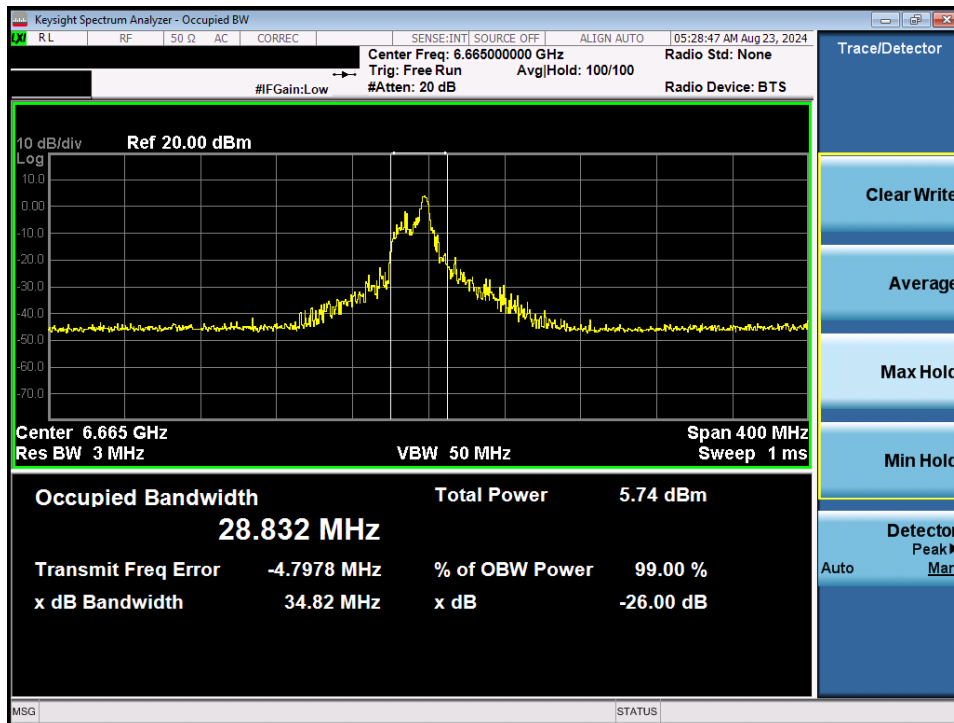 Keysight Spectrum Analyzer - Occupied BW
LXI RL RF 50 Ω AC CORREC SENSE:INT SOURCE OFF ALIGN AUTO 05:28:47 AM Aug 23, 2024
Center Freq: 6.665000000 GHz Radio Std: None
Trig: Free Run Avg|Hold: 100/100
#IFGain:Low #Atten: 20 dB Radio Device: BTS
10 dB/div Ref 20.00 dBm
Log
10.0
0.00
-10.0
-20.0
-30.0
-40.0
-50.0
-60.0
-70.0
Center 6.665 GHz Span 400 MHz
Res BW 3 MHz VBW 50 MHz Sweep 1 ms
Occupied Bandwidth Total Power 5.74 dBm
28.832 MHz
Transmit Freq Error -4.7978 MHz % of OBW Power 99.00 %
x dB Bandwidth 34.82 MHz x dB -26.00 dB
MSG STATUS
Trace/Detector
Clear Write
Average
Max Hold
Min Hold
Detector
Peak
Auto Man